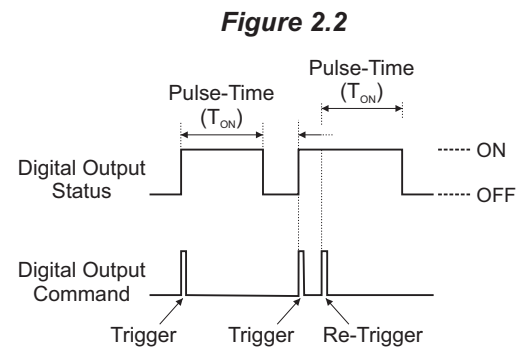 Figure 2.2
Pulse-Time
(TON)
Pulse-Time
(TON)
Digital Output
Status
ON
OFF
Digital Output
Command
Trigger
Trigger
Re-Trigger